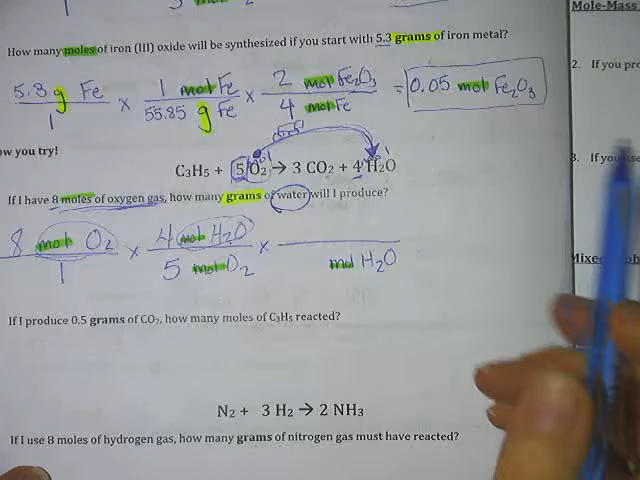 Mole-Mass
How many moles of iron (III) oxide will be synthesized if you start with 5.3 grams of iron metal?
5.3 g Fe / 1 × 1 mol Fe / 55.85 g Fe × 2 mol Fe₂O₃ / 4 mol Fe = 0.05 mol Fe₂O₃
2. If you pro
ow you try!
C₃H₅ + 5 O₂ → 3 CO₂ + 4 H₂O
3. If you use
If I have 8 moles of oxygen gas, how many grams of water will I produce?
8 mol O₂ / 1 × 4 mol H₂O / 5 mol O₂ × / mol H₂O
Mixed
If I produce 0.5 grams of CO₂, how many moles of C₃H₅ reacted?
N₂ + 3 H₂ → 2 NH₃
If I use 8 moles of hydrogen gas, how many grams of nitrogen gas must have reacted?